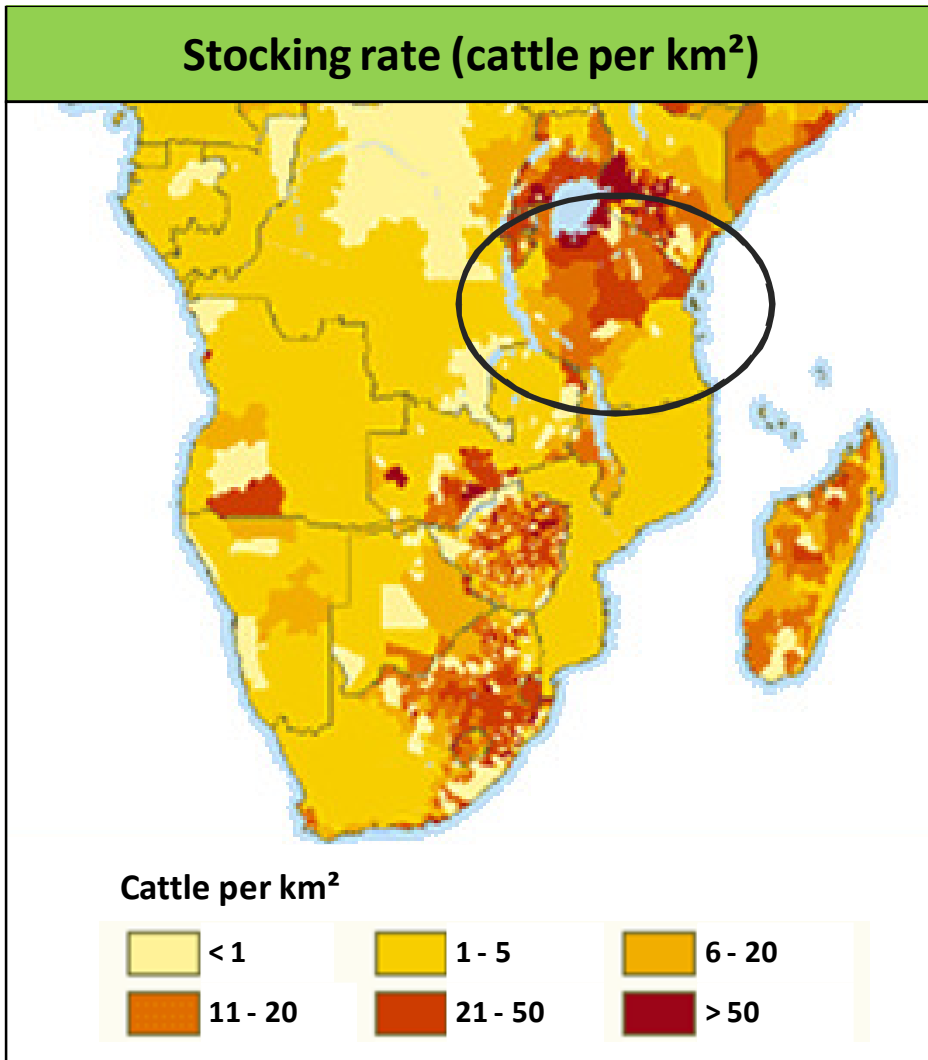 Stocking rate (cattle per km²)
Cattle per km²
< 1
1 - 5
6 - 20
11 - 20
21 - 50
> 50